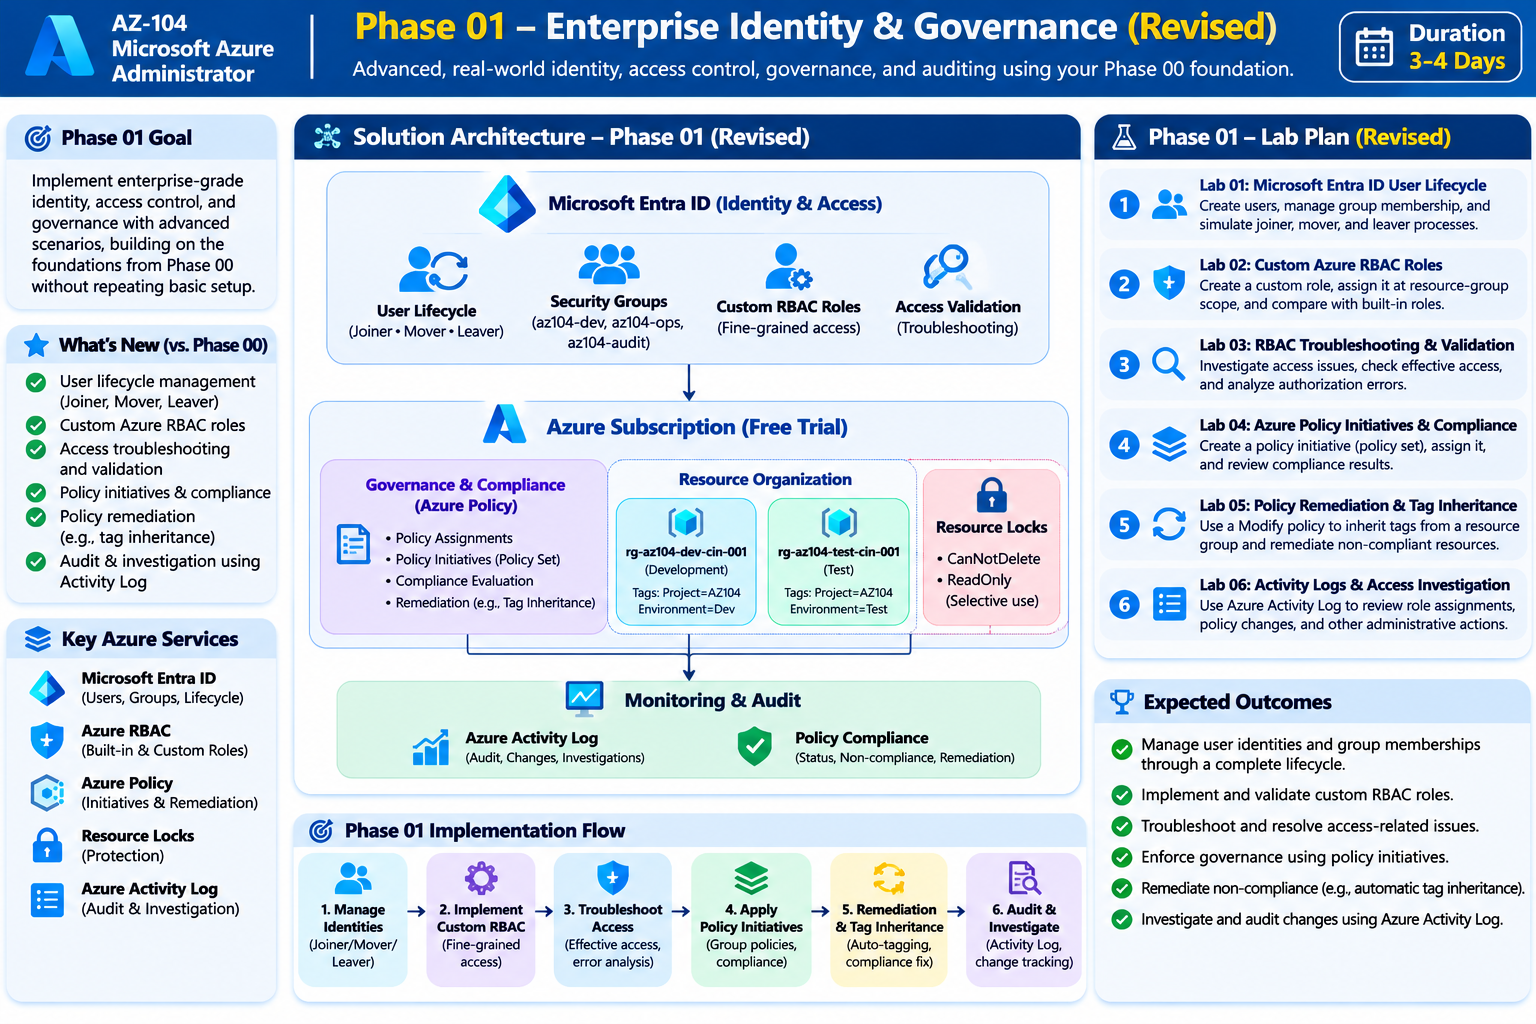 AZ-104
Microsoft Azure
Administrator
Phase 01 – Enterprise Identity & Governance (Revised)
Advanced, real-world identity, access control, governance, and auditing using your Phase 00 foundation.
Duration
3–4 Days
Phase 01 Goal
Implement enterprise-grade
identity, access control, and
governance with advanced
scenarios, building on the
foundations from Phase 00
without repeating basic setup.
What's New (vs. Phase 00)
User lifecycle management
(Joiner, Mover, Leaver)
Custom Azure RBAC roles
Access troubleshooting
and validation
Policy initiatives & compliance
Policy remediation
(e.g., tag inheritance)
Audit & investigation using
Activity Log
Key Azure Services
Microsoft Entra ID
(Users, Groups, Lifecycle)
Azure RBAC
(Built-in & Custom Roles)
Azure Policy
(Initiatives & Remediation)
Resource Locks
(Protection)
Azure Activity Log
(Audit & Investigation)
Solution Architecture – Phase 01 (Revised)
Microsoft Entra ID (Identity & Access)
User Lifecycle
(Joiner • Mover • Leaver)
Security Groups
(az104-dev, az104-ops,
az104-audit)
Custom RBAC Roles
(Fine-grained access)
Access Validation
(Troubleshooting)
Azure Subscription (Free Trial)
Governance & Compliance
(Azure Policy)
• Policy Assignments
• Policy Initiatives (Policy Set)
• Compliance Evaluation
• Remediation (e.g., Tag Inheritance)
Resource Organization
rg-az104-dev-cin-001
(Development)
Tags: Project=AZ104
Environment=Dev
rg-az104-test-cin-001
(Test)
Tags: Project=AZ104
Environment=Test
Resource Locks
• CanNotDelete
• ReadOnly
(Selective use)
Monitoring & Audit
Azure Activity Log
(Audit, Changes, Investigations)
Policy Compliance
(Status, Non-compliance, Remediation)
Phase 01 Implementation Flow
1. Manage
Identities
(Joiner/Mover/
Leaver)
2. Implement
Custom RBAC
(Fine-grained
access)
3. Troubleshoot
Access
(Effective access,
error analysis)
4. Apply
Policy Initiatives
(Group policies,
compliance)
5. Remediation
& Tag Inheritance
(Auto-tagging,
compliance fix)
6. Audit &
Investigate
(Activity Log,
change tracking)
Phase 01 – Lab Plan (Revised)
1
Lab 01: Microsoft Entra ID User Lifecycle
Create users, manage group membership, and
simulate joiner, mover, and leaver processes.
2
Lab 02: Custom Azure RBAC Roles
Create a custom role, assign it at resource-group
scope, and compare with built-in roles.
3
Lab 03: RBAC Troubleshooting & Validation
Investigate access issues, check effective access,
and analyze authorization errors.
4
Lab 04: Azure Policy Initiatives & Compliance
Create a policy initiative (policy set), assign it,
and review compliance results.
5
Lab 05: Policy Remediation & Tag Inheritance
Use a Modify policy to inherit tags from a resource
group and remediate non-compliant resources.
6
Lab 06: Activity Logs & Access Investigation
Use Azure Activity Log to review role assignments,
policy changes, and other administrative actions.
Expected Outcomes
Manage user identities and group memberships
through a complete lifecycle.
Implement and validate custom RBAC roles.
Troubleshoot and resolve access-related issues.
Enforce governance using policy initiatives.
Remediate non-compliance (e.g., automatic tag inheritance).
Investigate and audit changes using Azure Activity Log.